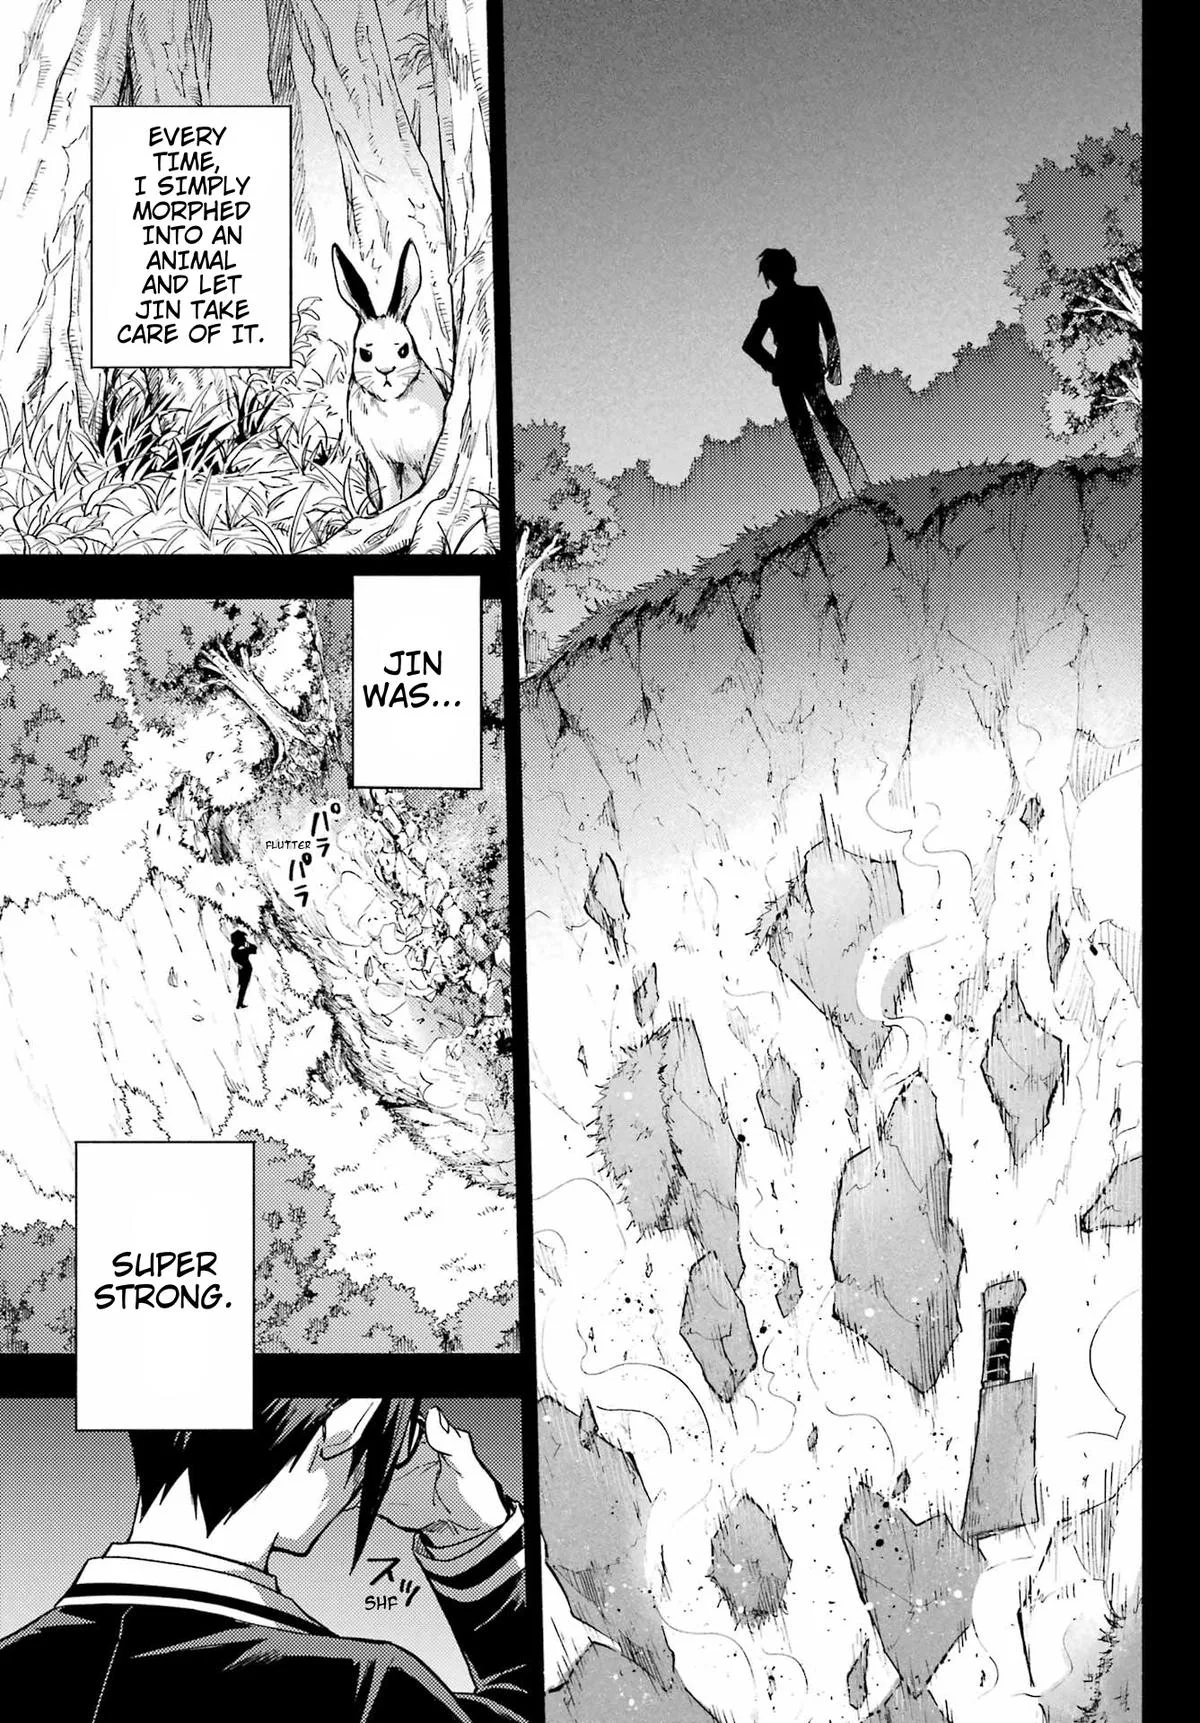 EVERY
TIME,
I SIMPLY
MORPHED
INTO AN
ANIMAL
AND LET
JIN TAKE
CARE OF IT.
JIN
WAS...
パラ
パラ
FLUTTER
SUPER
STRONG.
スッ
SHF